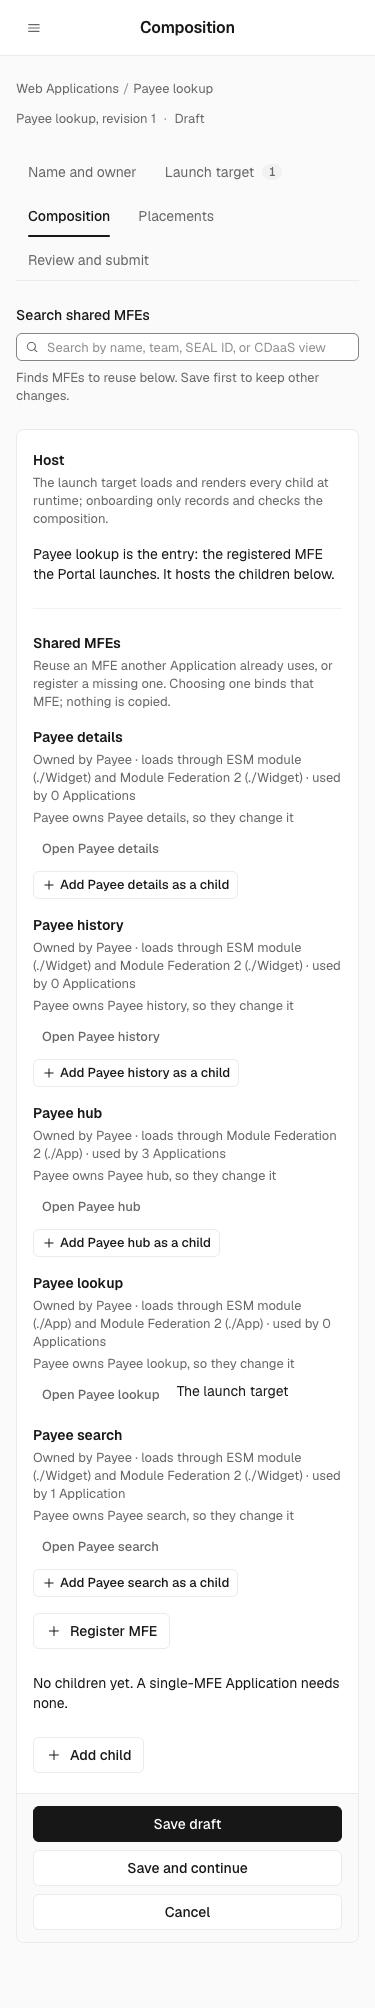 Composition
Web Applications / Payee lookup
Payee lookup, revision 1 · Draft
Name and owner
Launch target 1
Composition
Placements
Review and submit
Search shared MFEs
Search by name, team, SEAL ID, or CDaaS view
Finds MFEs to reuse below. Save first to keep other
changes.
Host
The launch target loads and renders every child at
runtime; onboarding only records and checks the
composition.
Payee lookup is the entry: the registered MFE
the Portal launches. It hosts the children below.
Shared MFEs
Reuse an MFE another Application already uses, or
register a missing one. Choosing one binds that
MFE; nothing is copied.
Payee details
Owned by Payee · loads through ESM module
(./Widget) and Module Federation 2 (./Widget) · used
by 0 Applications
Payee owns Payee details, so they change it
Open Payee details
+ Add Payee details as a child
Payee history
Owned by Payee · loads through ESM module
(./Widget) and Module Federation 2 (./Widget) · used
by 0 Applications
Payee owns Payee history, so they change it
Open Payee history
+ Add Payee history as a child
Payee hub
Owned by Payee · loads through Module Federation
2 (./App) · used by 3 Applications
Payee owns Payee hub, so they change it
Open Payee hub
+ Add Payee hub as a child
Payee lookup
Owned by Payee · loads through ESM module
(./App) and Module Federation 2 (./App) · used by 0
Applications
Payee owns Payee lookup, so they change it
Open Payee lookup The launch target
Payee search
Owned by Payee · loads through ESM module
(./Widget) and Module Federation 2 (./Widget) · used
by 1 Application
Payee owns Payee search, so they change it
Open Payee search
+ Add Payee search as a child
+ Register MFE
No children yet. A single-MFE Application needs
none.
+ Add child
Save draft
Save and continue
Cancel